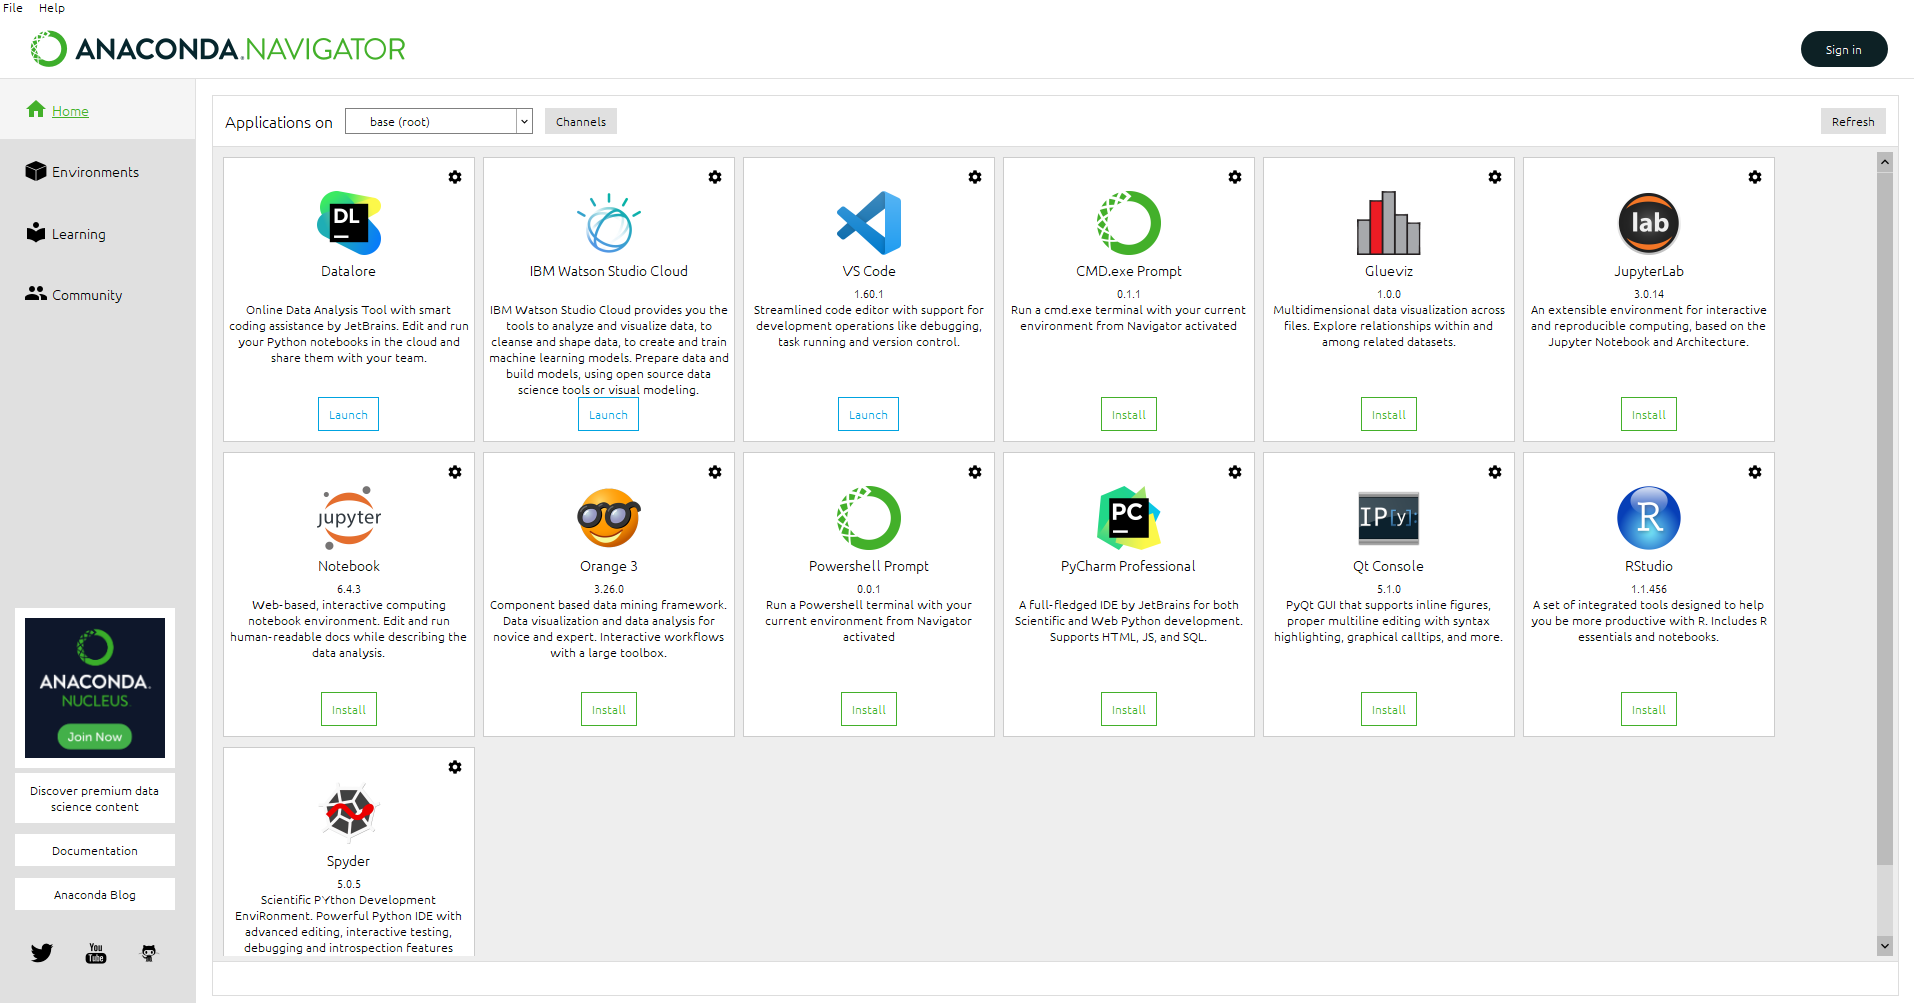 File Help
ANACONDA.NAVIGATOR
Sign in
Home
Environments
Learning
Community
ANACONDA.
NUCLEUS
Join Now
Discover premium data
science content
Documentation
Anaconda Blog
You
Tube
Applications on base (root) Channels Refresh
DL
Datalore
Online Data Analysis Tool with smart
coding assistance by JetBrains. Edit and run
your Python notebooks in the cloud and
share them with your team.
Launch
IBM Watson Studio Cloud
IBM Watson Studio Cloud provides you the
tools to analyze and visualize data, to
cleanse and shape data, to create and train
machine learning models. Prepare data and
build models, using open source data
science tools or visual modeling.
Launch
VS Code
1.60.1
Streamlined code editor with support for
development operations like debugging,
task running and version control.
Launch
CMD.exe Prompt
0.1.1
Run a cmd.exe terminal with your current
environment from Navigator activated
Install
Glueviz
1.0.0
Multidimensional data visualization across
files. Explore relationships within and
among related datasets.
Install
lab
JupyterLab
3.0.14
An extensible environment for interactive
and reproducible computing, based on the
Jupyter Notebook and Architecture.
Install
jupyter
Notebook
6.4.3
Web-based, interactive computing
notebook environment. Edit and run
human-readable docs while describing the
data analysis.
Install
Orange 3
3.26.0
Component based data mining framework.
Data visualization and data analysis for
novice and expert. Interactive workflows
with a large toolbox.
Install
Powershell Prompt
0.0.1
Run a Powershell terminal with your
current environment from Navigator
activated
Install
PC
PyCharm Professional
A full-fledged IDE by JetBrains for both
Scientific and Web Python development.
Supports HTML, JS, and SQL.
Install
IP[y]:
Qt Console
5.1.0
PyQt GUI that supports inline figures,
proper multiline editing with syntax
highlighting, graphical calltips, and more.
Install
R
RStudio
1.1.456
A set of integrated tools designed to help
you be more productive with R. Includes R
essentials and notebooks.
Install
Spyder
5.0.5
Scientific PYthon Development
EnviRonment. Powerful Python IDE with
advanced editing, interactive testing,
debugging and introspection features